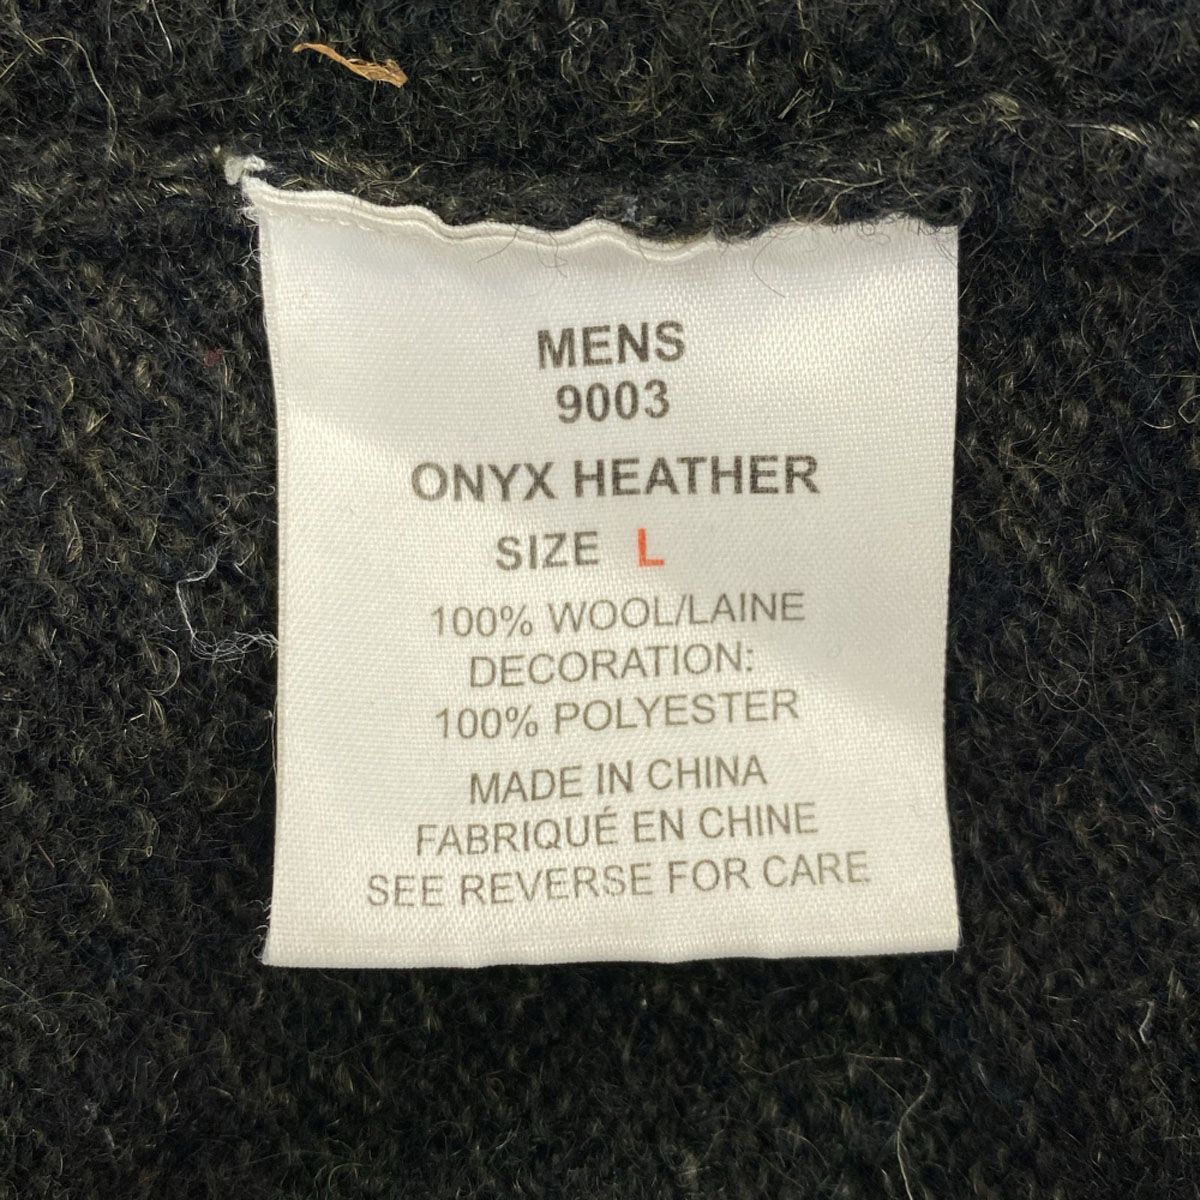 MENS
9003
ONYX HEATHER
SIZE L
100% WOOL/LAINE
DECORATION:
100% POLYESTER
MADE IN CHINA
FABRIQUÉ EN CHINE
SEE REVERSE FOR CARE